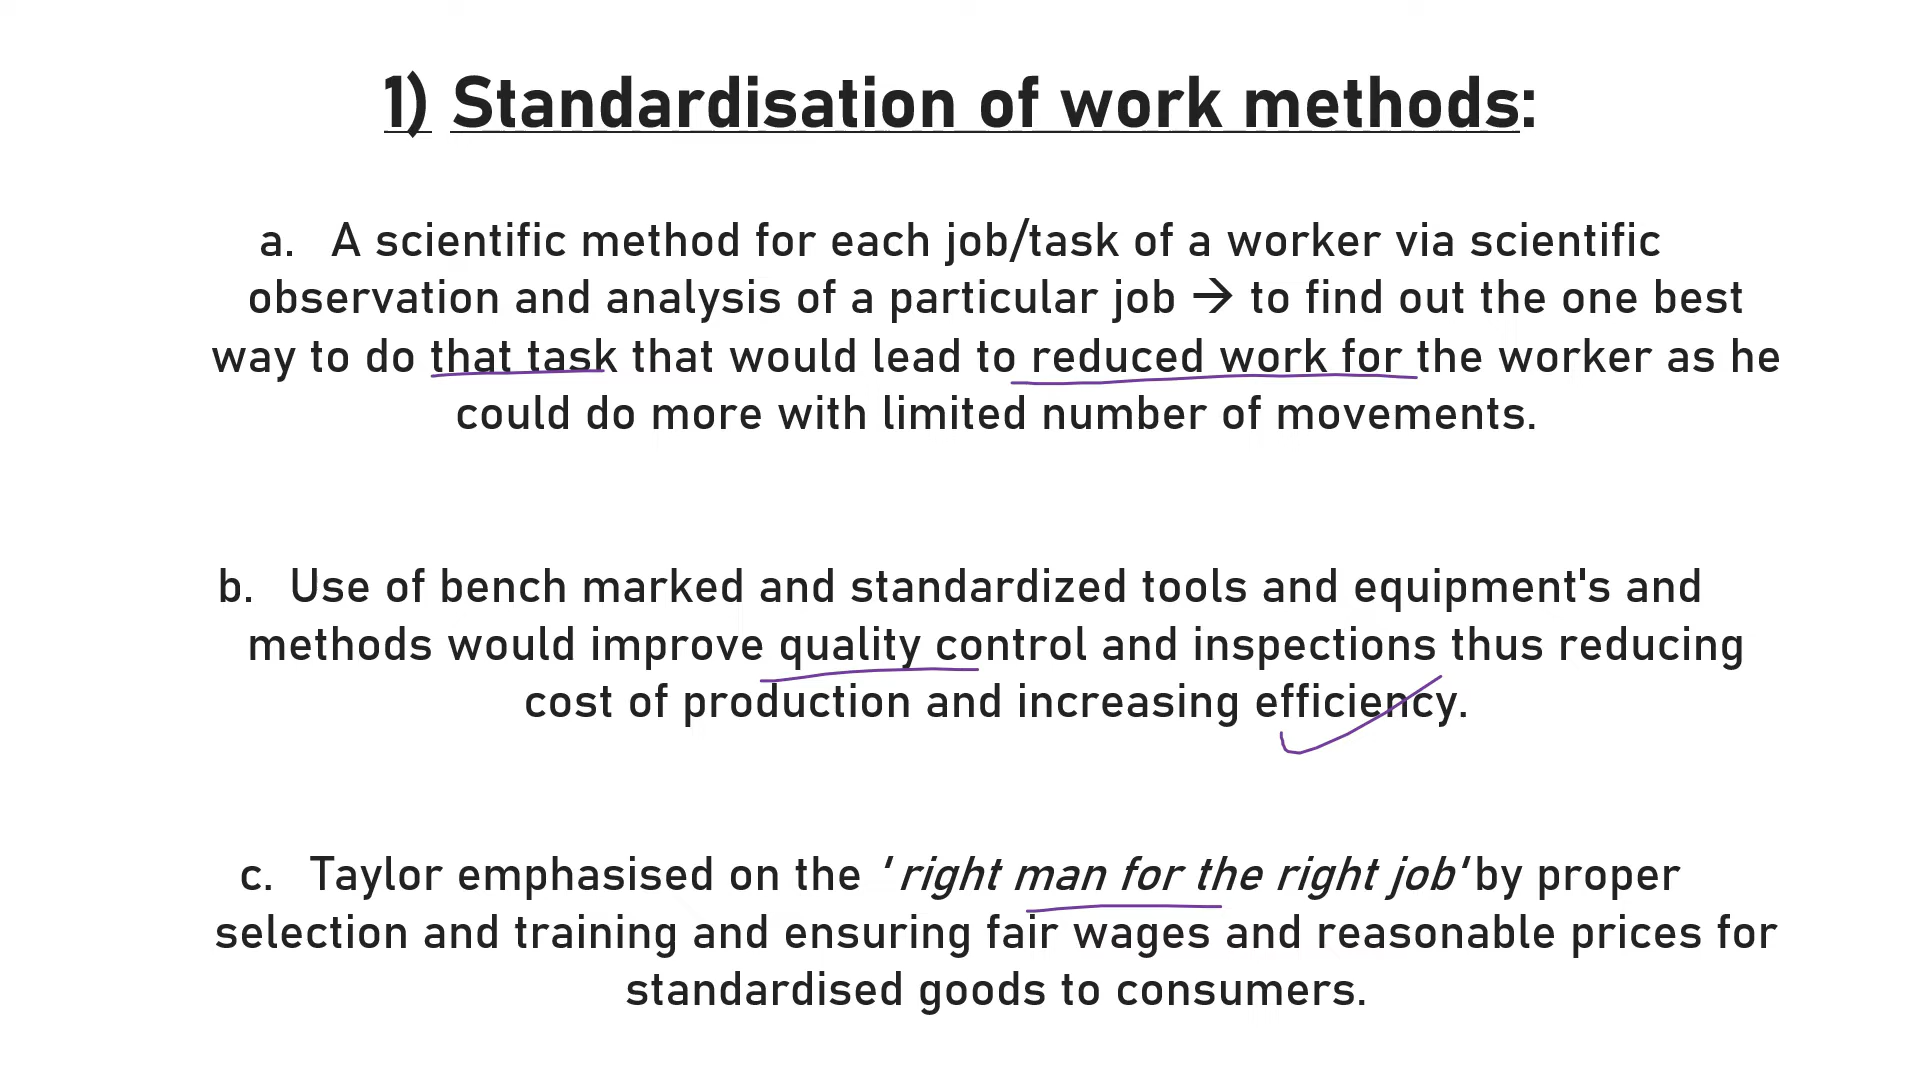 1) Standardisation of work methods:
a. A scientific method for each job/task of a worker via scientific
observation and analysis of a particular job → to find out the one best
way to do that task that would lead to reduced work for the worker as he
could do more with limited number of movements.
b. Use of bench marked and standardized tools and equipment's and
methods would improve quality control and inspections thus reducing
cost of production and increasing efficiency.
c. Taylor emphasised on the 'right man for the right job'by proper
selection and training and ensuring fair wages and reasonable prices for
standardised goods to consumers.